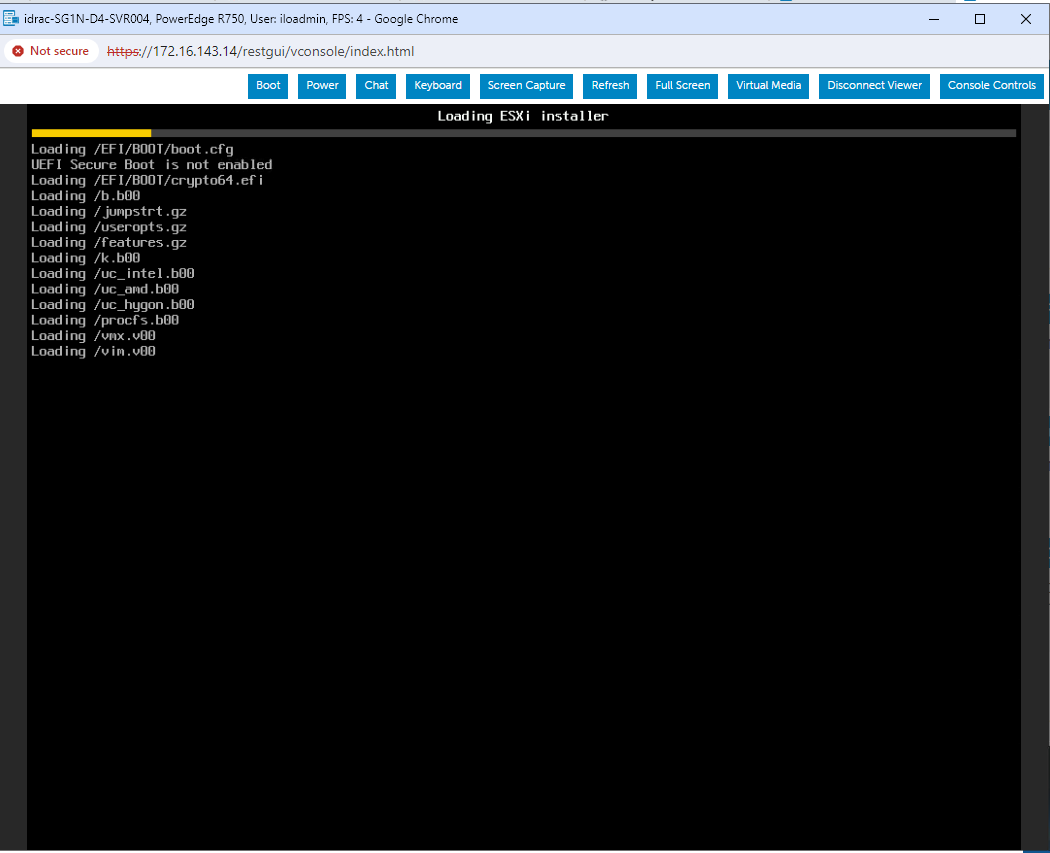 idrac-SG1N-D4-SVR004, PowerEdge R750, User: iloadmin, FPS: 4 - Google Chrome
Not secure https://172.16.143.14/restgui/vconsole/index.html
Boot Power Chat Keyboard Screen Capture Refresh Full Screen Virtual Media Disconnect Viewer Console Controls
Loading ESXi installer
Loading /EFI/BOOT/boot.cfg
UEFI Secure Boot is not enabled
Loading /EFI/BOOT/crypto64.efi
Loading /b.b00
Loading /jumpstrt.gz
Loading /useropts.gz
Loading /features.gz
Loading /k.b00
Loading /uc_intel.b00
Loading /uc_amd.b00
Loading /uc_hygon.b00
Loading /procfs.b00
Loading /vmx.v00
Loading /vim.v00